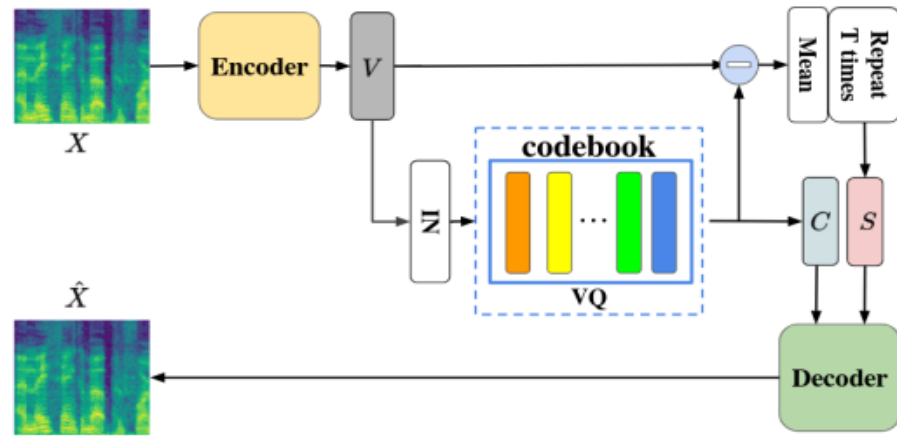 X
Encoder
V
Mean
Repeat
T times
IN
codebook
...
VQ
C
S
X̂
Decoder